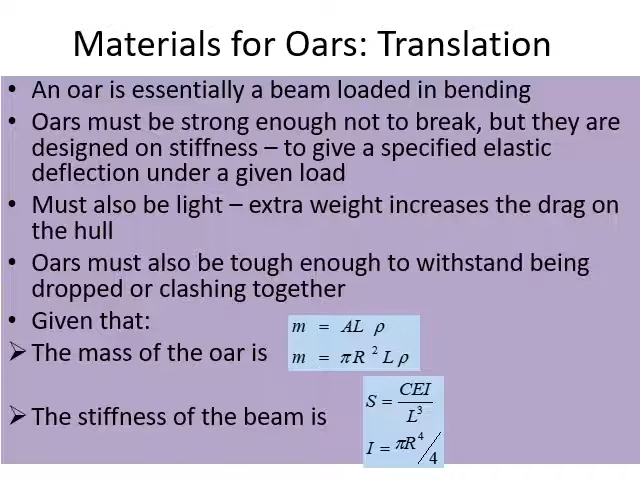 Materials for Oars: Translation
• An oar is essentially a beam loaded in bending
• Oars must be strong enough not to break, but they are
designed on stiffness – to give a specified elastic
deflection under a given load
• Must also be light – extra weight increases the drag on
the hull
• Oars must also be tough enough to withstand being
dropped or clashing together
• Given that:
➢ The mass of the oar is
m = AL ρ
m = πR² L ρ
➢ The stiffness of the beam is
S = CEI/L³
I = πR⁴/4